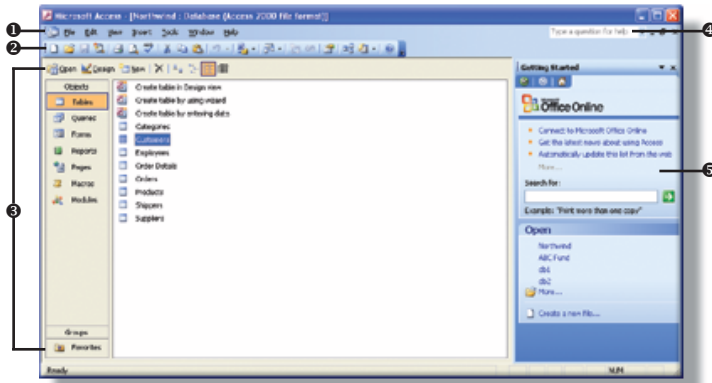 Microsoft Access - [Northwind : Database (Access 2000 file format)]
1
File Edit View Insert Tools Window Help
Type a question for help
4
2
3
Open Design New
Objects
Tables
Queries
Forms
Reports
Pages
Macros
Modules
Groups
Favorites
Create table in Design view
Create table by using wizard
Create table by entering data
Categories
Customers
Employees
Order Details
Orders
Products
Shippers
Suppliers
Getting Started
Office Online
Connect to Microsoft Office Online
Get the latest news about using Access
Automatically update this list from the web
More...
5
Search for:
Example: "Print more than one copy"
Open
Northwind
ABC Fund
db1
db2
More...
Create a new file...
Ready
NUM